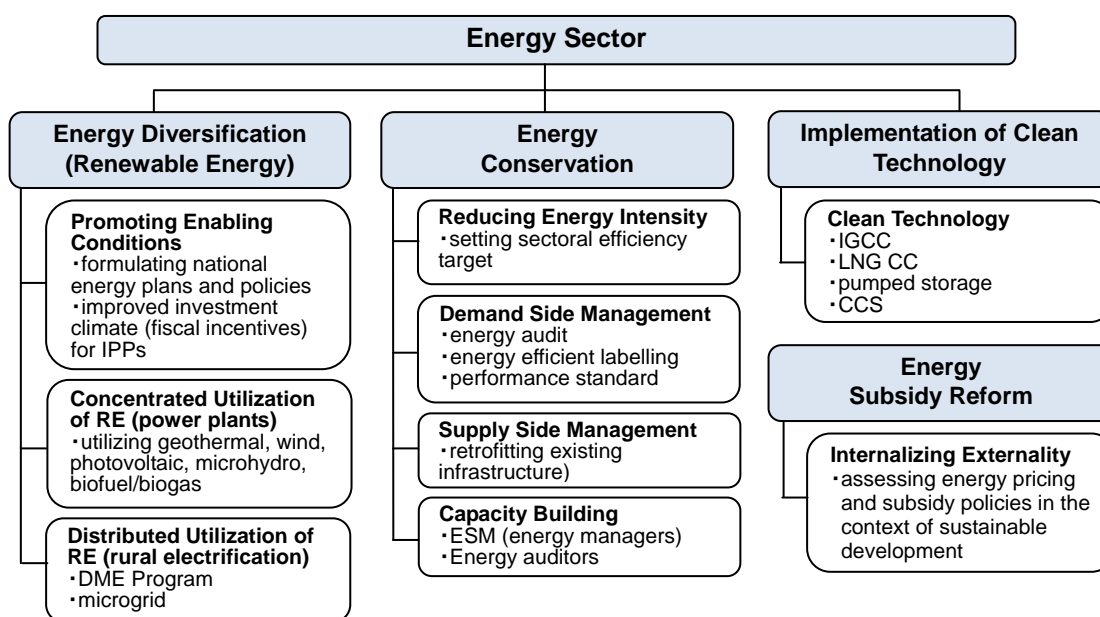 Energy Sector
Energy Diversification
(Renewable Energy)
Promoting Enabling
Conditions
・formulating national
energy plans and policies
・improved investment
climate (fiscal incentives)
for IPPs
Concentrated Utilization
of RE (power plants)
・utilizing geothermal, wind,
photovoltaic, microhydro,
biofuel/biogas
Distributed Utilization of
RE (rural electrification)
・DME Program
・microgrid
Energy
Conservation
Reducing Energy Intensity
・setting sectoral efficiency
target
Demand Side Management
・energy audit
・energy efficient labelling
・performance standard
Supply Side Management
・retrofitting existing
infrastructure)
Capacity Building
・ESM (energy managers)
・Energy auditors
Implementation of Clean
Technology
Clean Technology
・IGCC
・LNG CC
・pumped storage
・CCS
Energy
Subsidy Reform
Internalizing Externality
・assessing energy pricing
and subsidy policies in the
context of sustainable
development